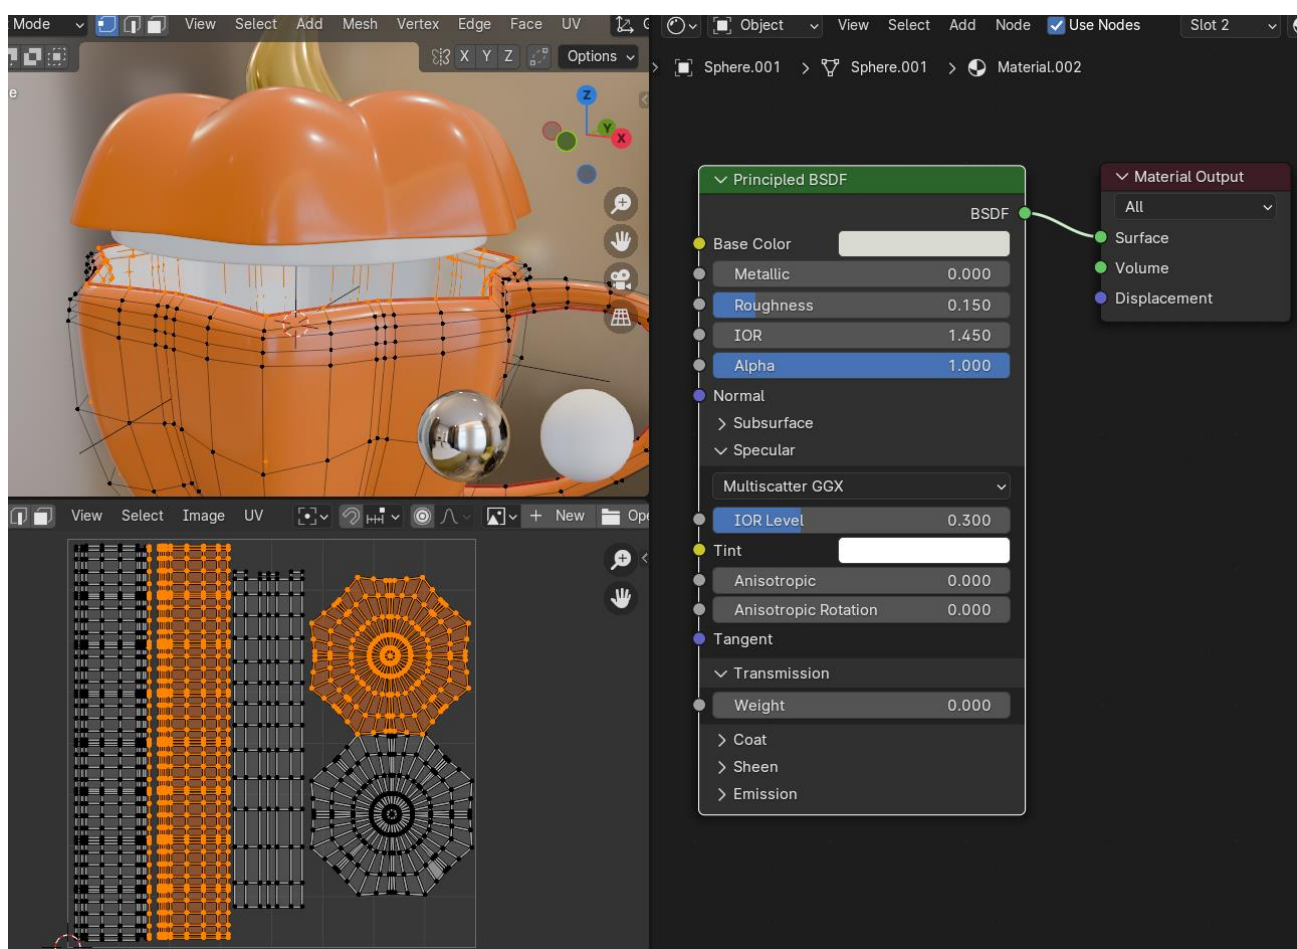 Mode View Select Add Mesh Vertex Edge Face UV
X Y Z Options
e
Z
Y
X
View Select Image UV + New
Object View Select Add Node Use Nodes Slot 2
Sphere.001 > Sphere.001 > Material.002
Principled BSDF
BSDF
Base Color
Metallic 0.000
Roughness 0.150
IOR 1.450
Alpha 1.000
Normal
Subsurface
Specular
Multiscatter GGX
IOR Level 0.300
Tint
Anisotropic 0.000
Anisotropic Rotation 0.000
Tangent
Transmission
Weight 0.000
Coat
Sheen
Emission
Material Output
All
Surface
Volume
Displacement